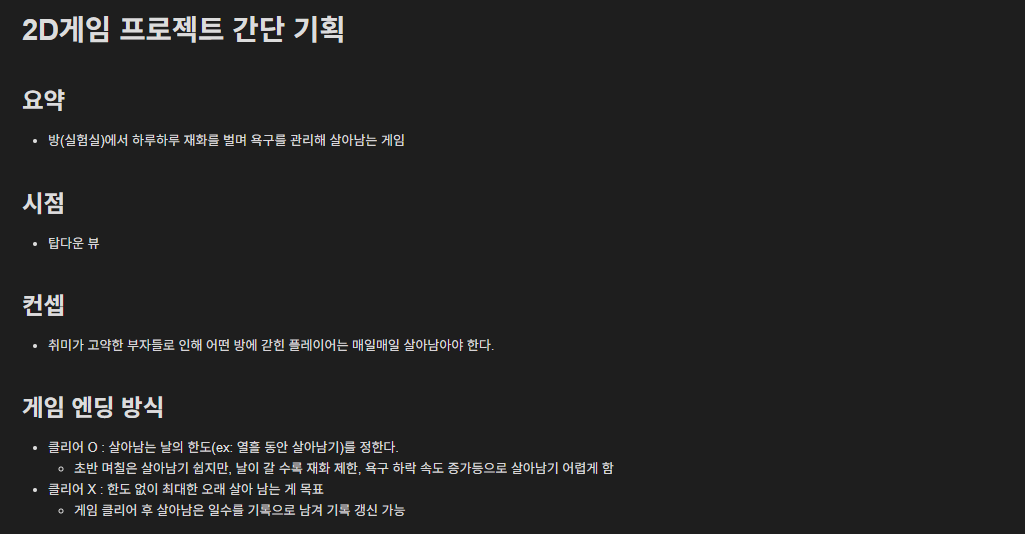 2D게임 프로젝트 간단 기획
요약
방(실험실)에서 하루하루 재화를 벌며 욕구를 관리해 살아남는 게임
시점
탑다운 뷰
컨셉
취미가 고약한 부자들로 인해 어떤 방에 갇힌 플레이어는 매일매일 살아남아야 한다.
게임 엔딩 방식
클리어 O : 살아남는 날의 한도(ex: 열흘 동안 살아남기)를 정한다.
초반 며칠은 살아남기 쉽지만, 날이 갈 수록 재화 제한, 욕구 하락 속도 증가등으로 살아남기 어렵게 함
클리어 X : 한도 없이 최대한 오래 살아 남는 게 목표
게임 클리어 후 살아남은 일수를 기록으로 남겨 기록 갱신 가능